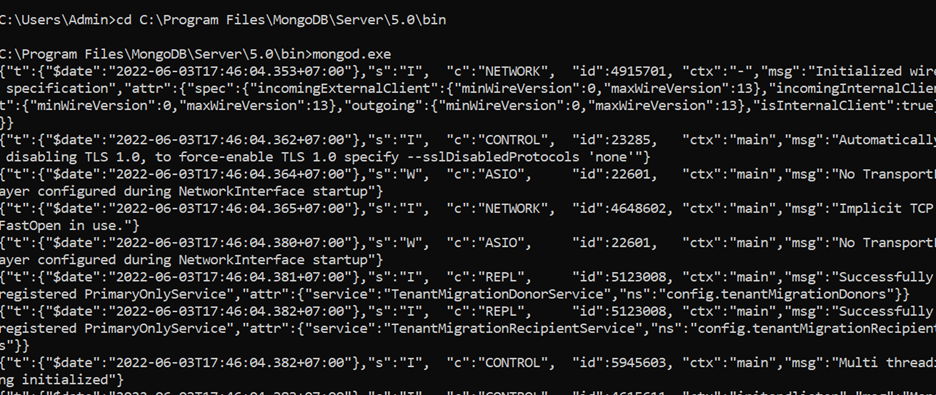 C:\Users\Admin>cd C:\Program Files\MongoDB\Server\5.0\bin
C:\Program Files\MongoDB\Server\5.0\bin>mongod.exe
{"t":{"$date":"2022-06-03T17:46:04.353+07:00"},"s":"I",  "c":"NETWORK",  "id":4915701, "ctx":"-","msg":"Initialized wire
 specification","attr":{"spec":{"incomingExternalClient":{"minWireVersion":0,"maxWireVersion":13},"incomingInternalClien
t":{"minWireVersion":0,"maxWireVersion":13},"outgoing":{"minWireVersion":0,"maxWireVersion":13},"isInternalClient":true}
}}
{"t":{"$date":"2022-06-03T17:46:04.362+07:00"},"s":"I",  "c":"CONTROL",  "id":23285,   "ctx":"main","msg":"Automatically
 disabling TLS 1.0, to force-enable TLS 1.0 specify --sslDisabledProtocols 'none'"}
{"t":{"$date":"2022-06-03T17:46:04.364+07:00"},"s":"W",  "c":"ASIO",     "id":22601,   "ctx":"main","msg":"No TransportL
ayer configured during NetworkInterface startup"}
{"t":{"$date":"2022-06-03T17:46:04.365+07:00"},"s":"I",  "c":"NETWORK",  "id":4648602, "ctx":"main","msg":"Implicit TCP
FastOpen in use."}
{"t":{"$date":"2022-06-03T17:46:04.380+07:00"},"s":"W",  "c":"ASIO",     "id":22601,   "ctx":"main","msg":"No TransportL
ayer configured during NetworkInterface startup"}
{"t":{"$date":"2022-06-03T17:46:04.381+07:00"},"s":"I",  "c":"REPL",     "id":5123008, "ctx":"main","msg":"Successfully
registered PrimaryOnlyService","attr":{"service":"TenantMigrationDonorService","ns":"config.tenantMigrationDonors"}}
{"t":{"$date":"2022-06-03T17:46:04.382+07:00"},"s":"I",  "c":"REPL",     "id":5123008, "ctx":"main","msg":"Successfully
registered PrimaryOnlyService","attr":{"service":"TenantMigrationRecipientService","ns":"config.tenantMigrationRecipient
s"}}
{"t":{"$date":"2022-06-03T17:46:04.382+07:00"},"s":"I",  "c":"CONTROL",  "id":5945603, "ctx":"main","msg":"Multi threadi
ng initialized"}